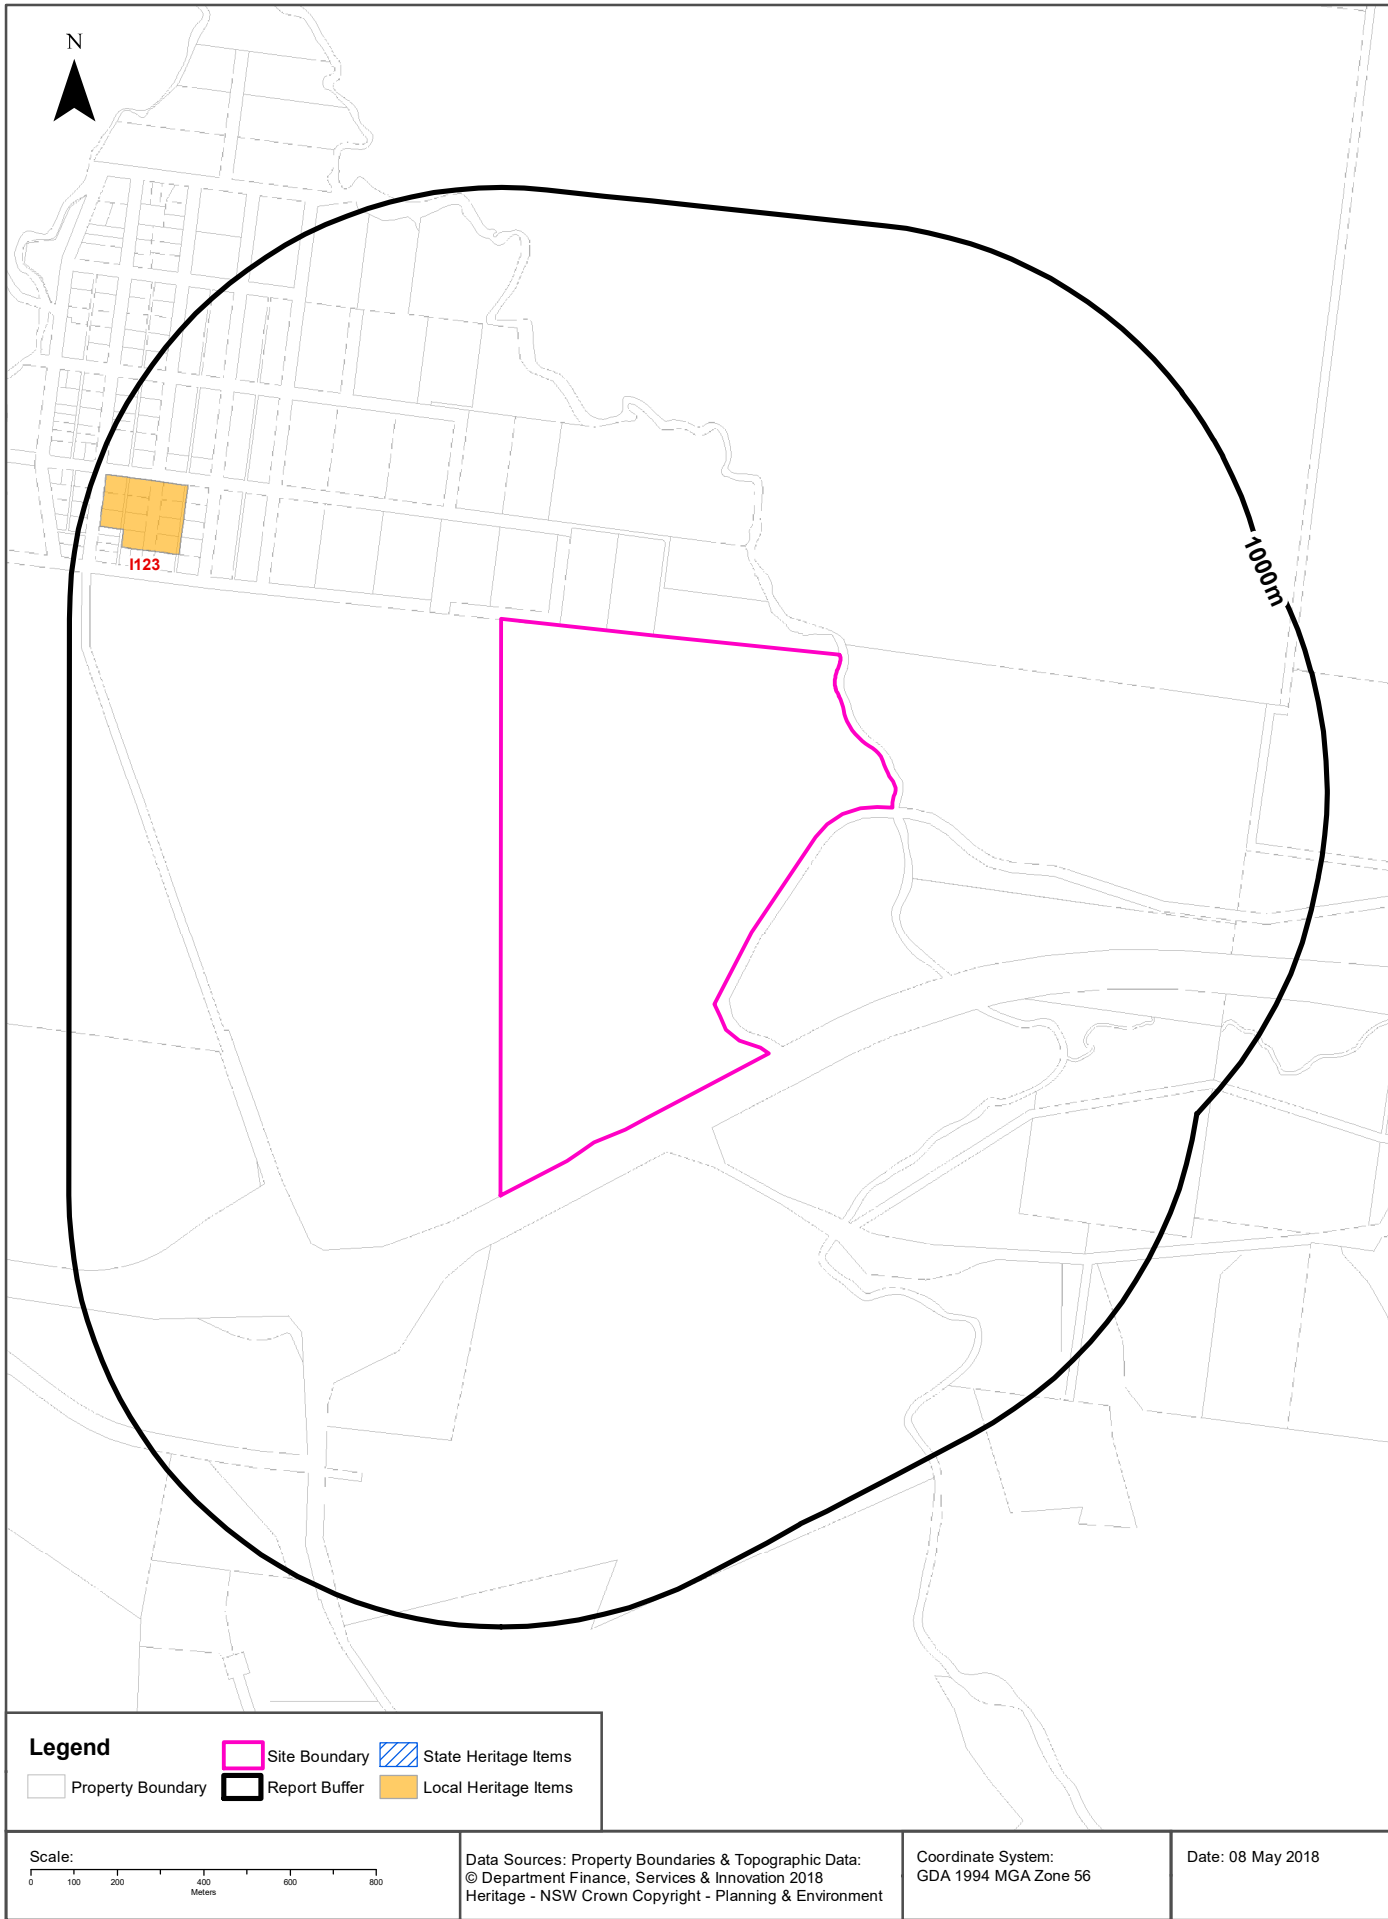 N
1000m
I123
Legend
Site Boundary
State Heritage Items
Property Boundary
Report Buffer
Local Heritage Items
Scale:
0 100 200 400 600 800
Meters
Data Sources: Property Boundaries & Topographic Data:
© Department Finance, Services & Innovation 2018
Heritage - NSW Crown Copyright - Planning & Environment
Coordinate System:
GDA 1994 MGA Zone 56
Date: 08 May 2018